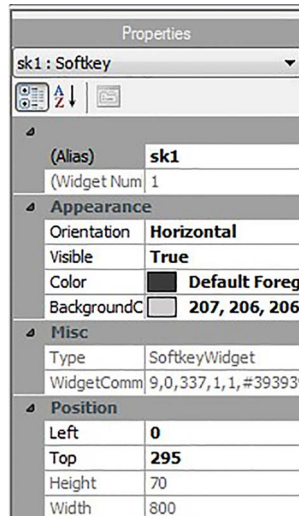 Properties
sk1 : Softkey
(Alias) sk1
(Widget Num 1
Appearance
Orientation Horizontal
Visible True
Color Default Foreg
BackgroundC 207, 206, 206
Misc
Type SoftkeyWidget
WidgetComm 9,0,337,1,1,#39393
Position
Left 0
Top 295
Height 70
Width 800